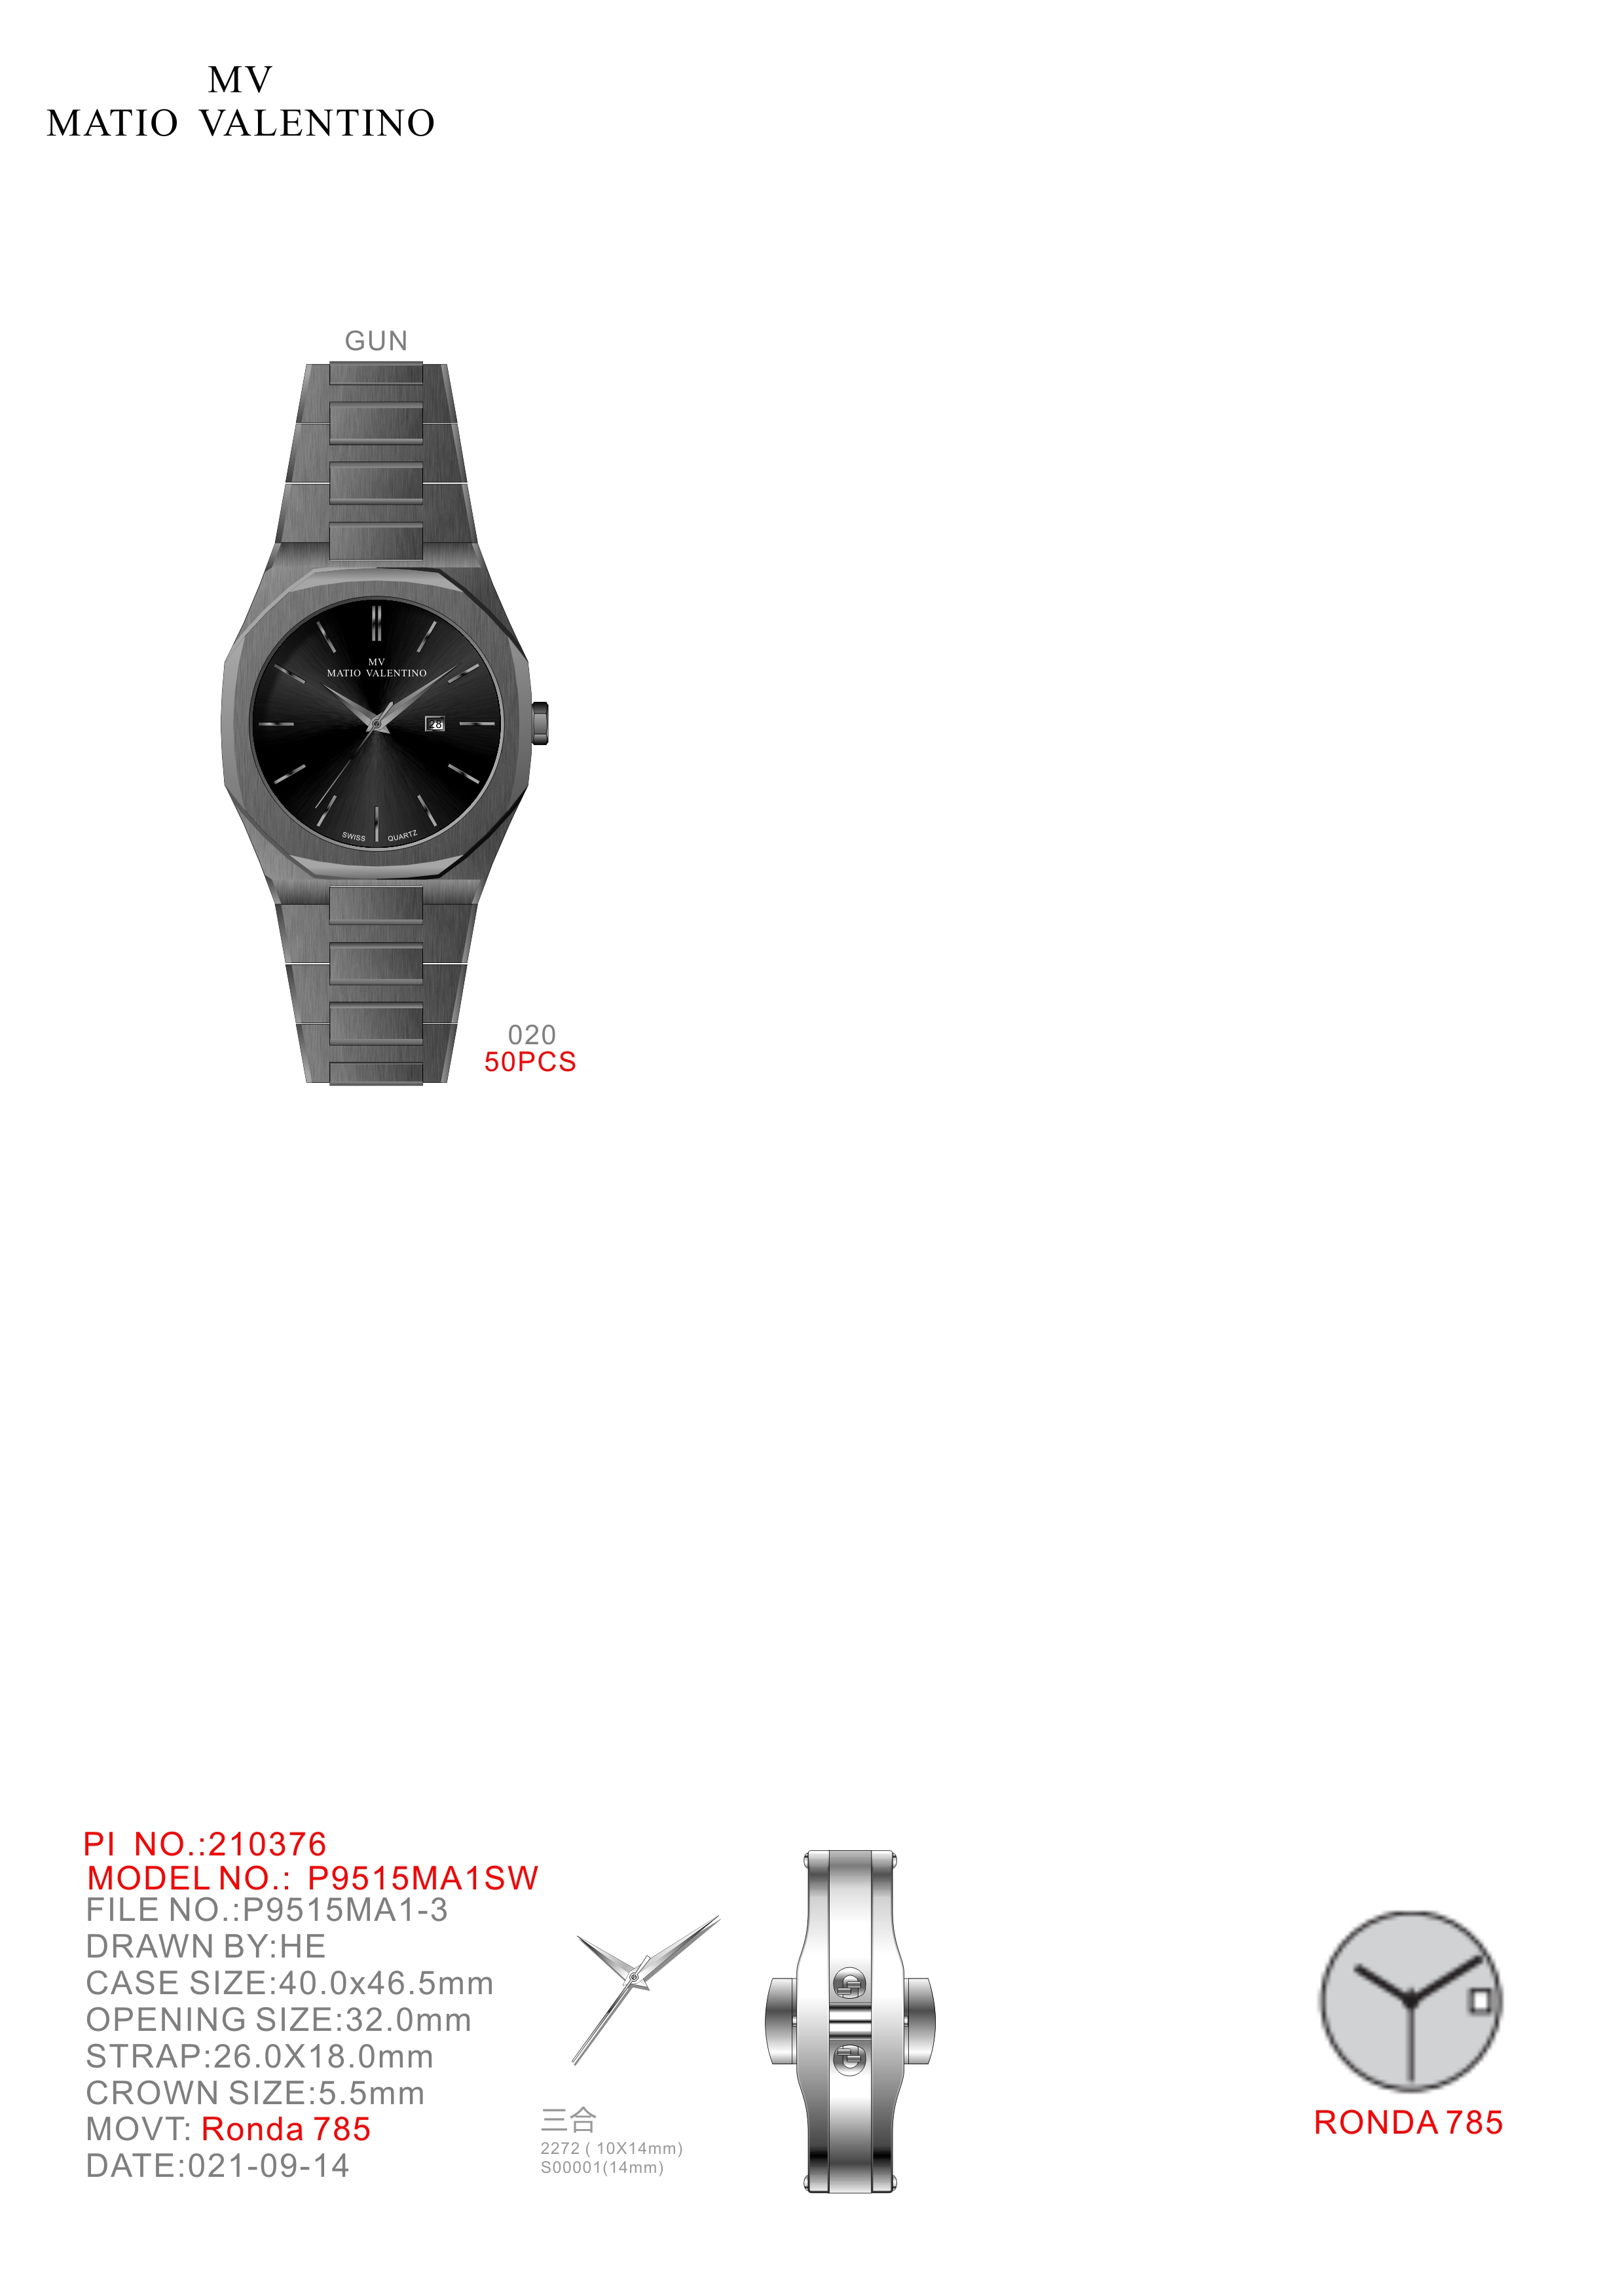 MV
MATIO VALENTINO
GUN
MV
MATIO VALENTINO
28
SWISS QUARTZ
020
50PCS
PI NO.:210376
MODEL NO.: P9515MA1SW
FILE NO.:P9515MA1-3
DRAWN BY:HE
CASE SIZE:40.0x46.5mm
OPENING SIZE:32.0mm
STRAP:26.0X18.0mm
CROWN SIZE:5.5mm
MOVT: Ronda 785
DATE:021-09-14
三合
2272 ( 10X14mm)
S00001(14mm)
RONDA 785